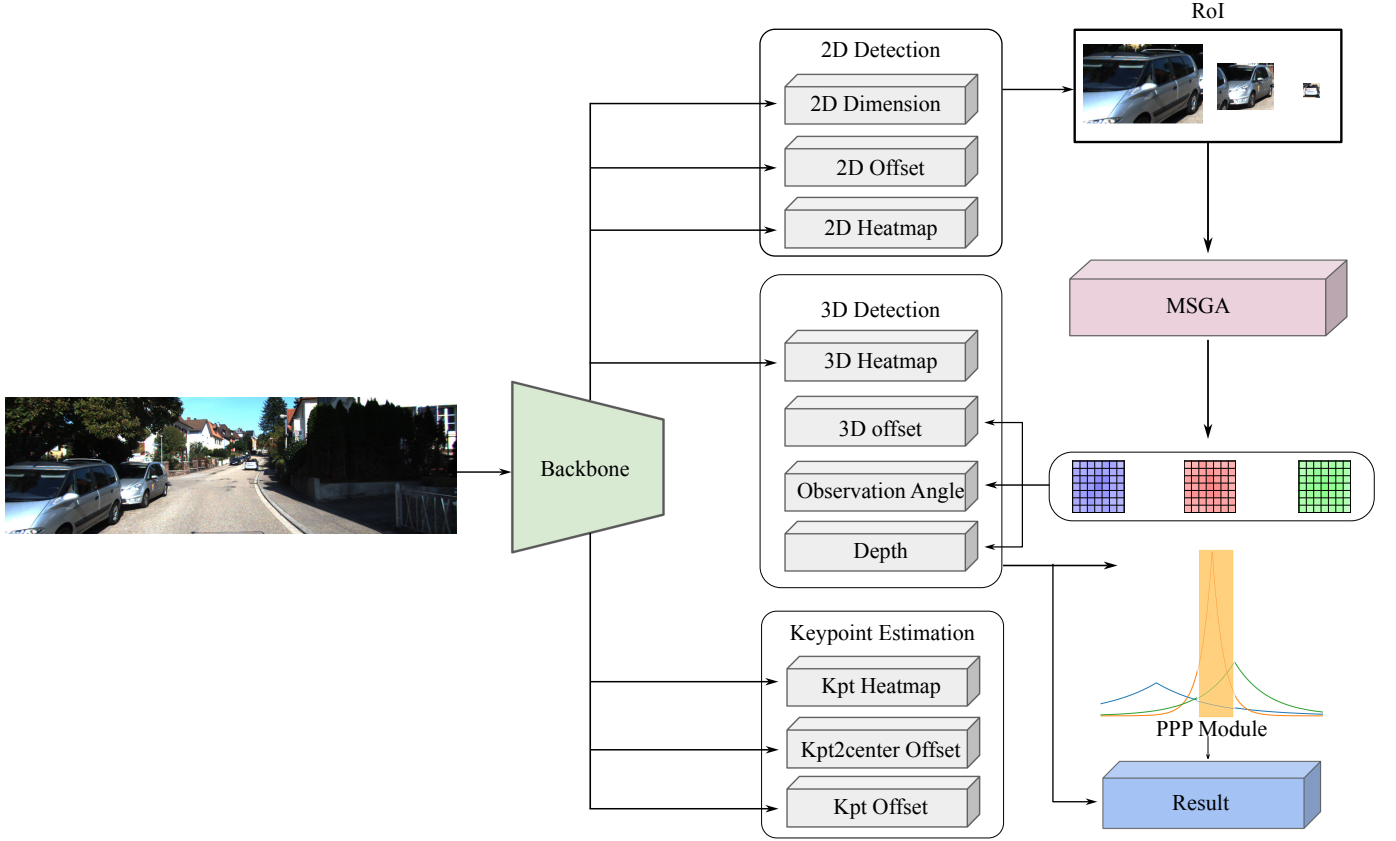 RoI
2D Detection
2D Dimension
2D Offset
2D Heatmap
MSGA
3D Detection
3D Heatmap
3D offset
Observation Angle
Depth
Backbone
Keypoint Estimation
Kpt Heatmap
Kpt2center Offset
Kpt Offset
PPP Module
Result